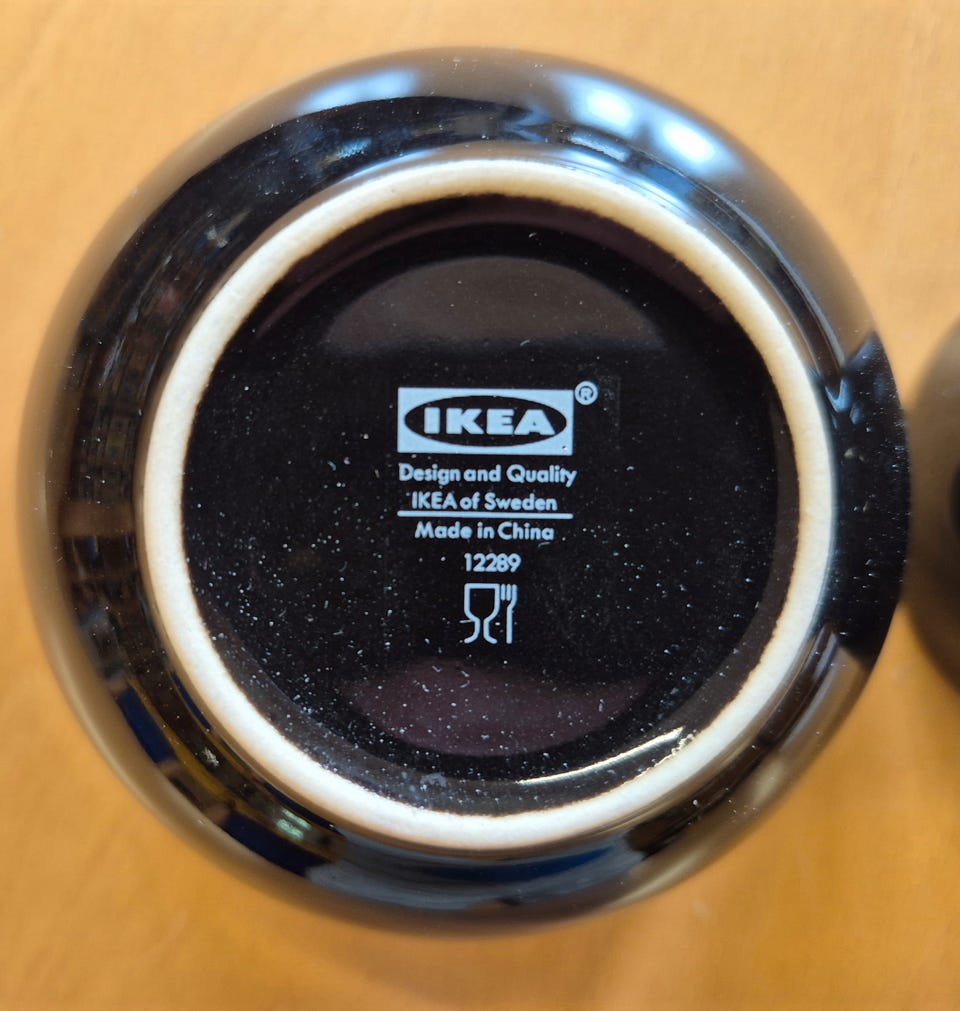 IKEA®
Design and Quality
IKEA of Sweden
Made in China
12289